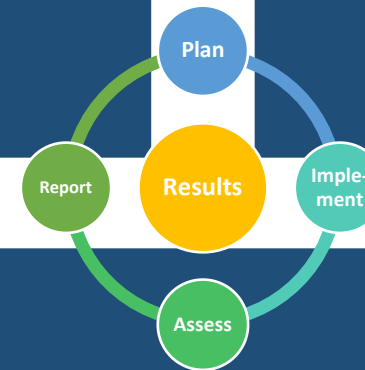 Plan
Report
Results
Imple-
ment
Assess